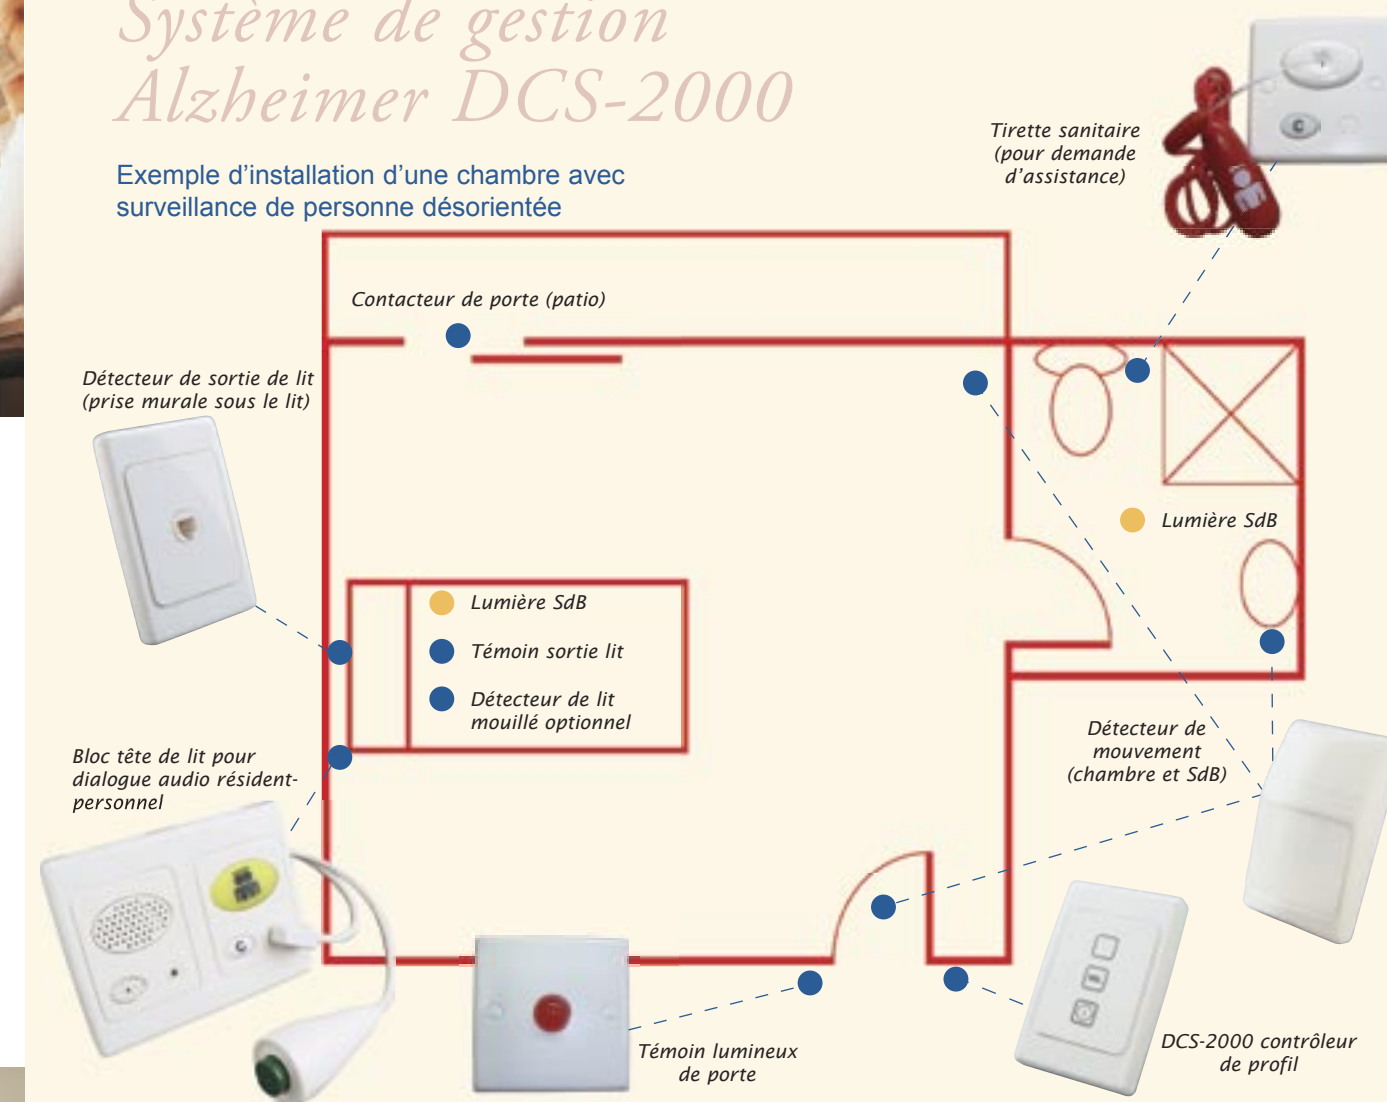 Système de gestion
Alzheimer DCS-2000
Exemple d'installation d'une chambre avec
surveillance de personne désorientée
Tirette sanitaire
(pour demande
d'assistance)
C
Contacteur de porte (patio)
Détecteur de sortie de lit
(prise murale sous le lit)
Lumière SdB
Lumière SdB
Témoin sortie lit
Détecteur de lit
mouillé optionnel
Bloc tête de lit pour
dialogue audio résident-
personnel
C
Détecteur de
mouvement
(chambre et SdB)
Témoin lumineux
de porte
DCS-2000 contrôleur
de profil